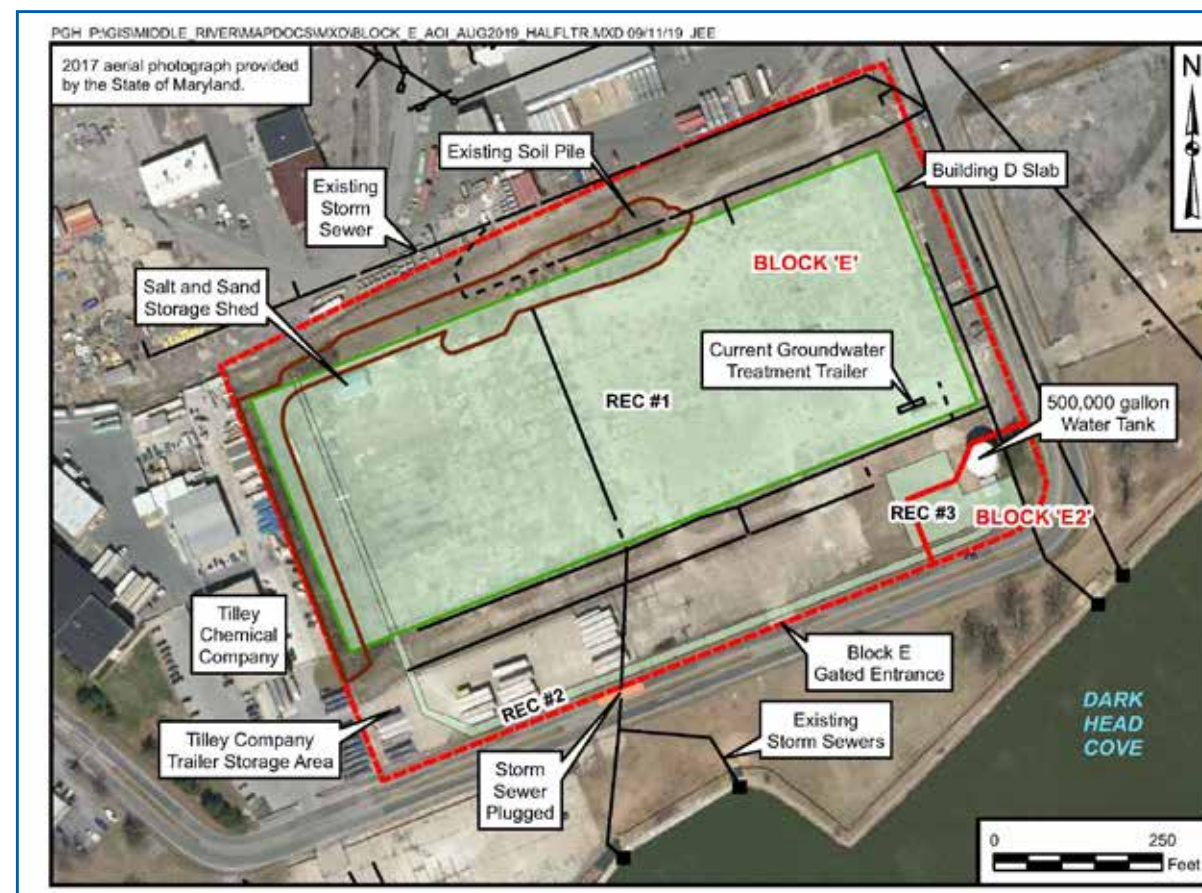 PGH P:\GIS\MIDDLE_RIVER\MAPDOCS\MXD\BLOCK_E_AOI_AUG2019_HALFLTR.MXD 09/11/19 JEE
2017 aerial photograph provided
by the State of Maryland.
N
Existing Soil Pile
Building D Slab
Existing
Storm
Sewer
BLOCK 'E'
Salt and Sand
Storage Shed
Current Groundwater
Treatment Trailer
REC #1
500,000 gallon
Water Tank
REC #3
BLOCK 'E2'
Tilley
Chemical
Company
Block E
Gated Entrance
REC #2
DARK
HEAD
COVE
Tilley Company
Trailer Storage Area
Existing
Storm Sewers
Storm
Sewer
Plugged
0 250
Feet